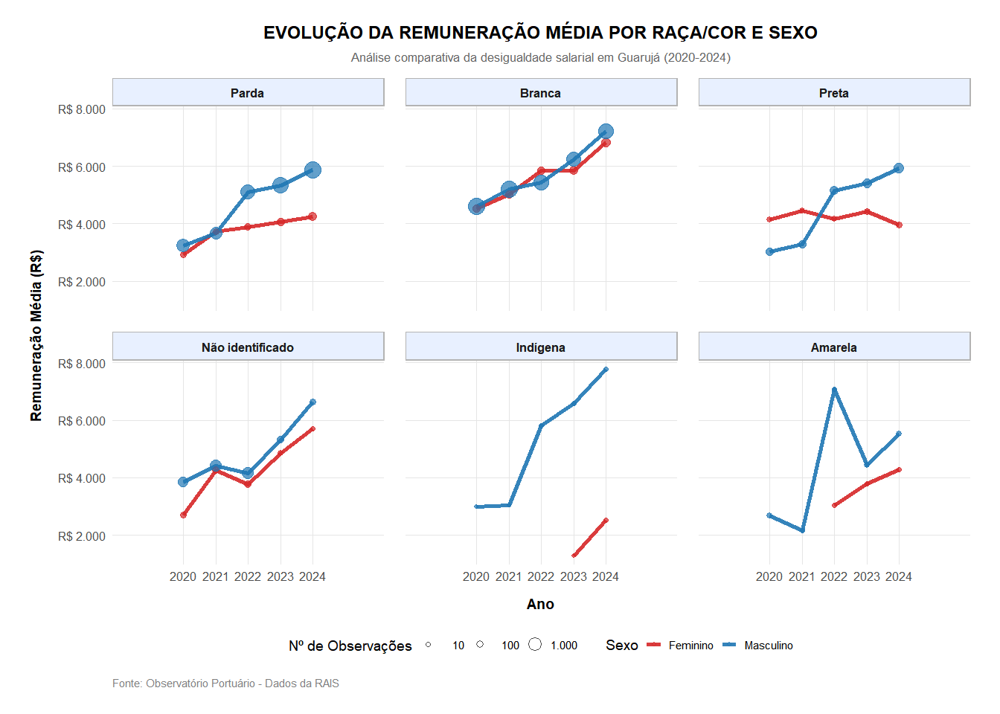 EVOLUÇÃO DA REMUNERAÇÃO MÉDIA POR RAÇA/COR E SEXO
Análise comparativa da desigualdade salarial em Guarujá (2020-2024)
Parda
Branca
Preta
R$ 8.000
R$ 6.000
R$ 4.000
R$ 2.000
Remuneração Média (R$)
Não identificado
Indígena
Amarela
R$ 8.000
R$ 6.000
R$ 4.000
R$ 2.000
2020 2021 2022 2023 2024
2020 2021 2022 2023 2024
2020 2021 2022 2023 2024
Ano
Nº de Observações 10 100 1.000
Sexo Feminino Masculino
Fonte: Observatório Portuário - Dados da RAIS